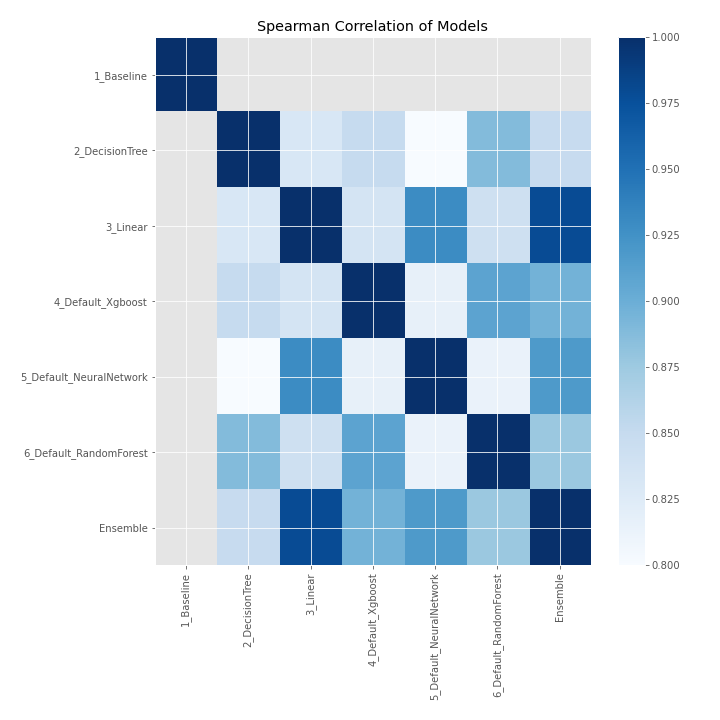 Spearman Correlation of Models
1_Baseline
2_DecisionTree
3_Linear
4_Default_Xgboost
5_Default_NeuralNetwork
6_Default_RandomForest
Ensemble
1_Baseline
2_DecisionTree
3_Linear
4_Default_Xgboost
5_Default_NeuralNetwork
6_Default_RandomForest
Ensemble
1.000
0.975
0.950
0.925
0.900
0.875
0.850
0.825
0.800